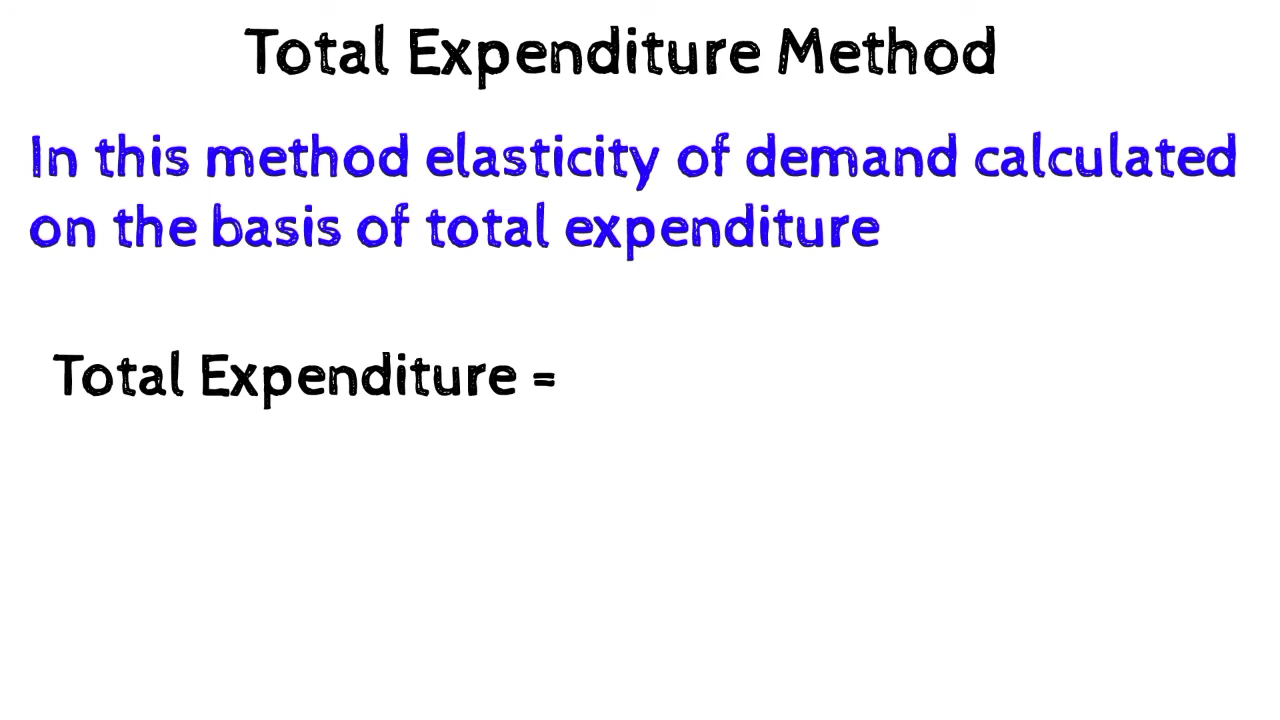 Total Expenditure Method
In this method elasticity of demand calculated
on the basis of total expenditure
Total Expenditure =